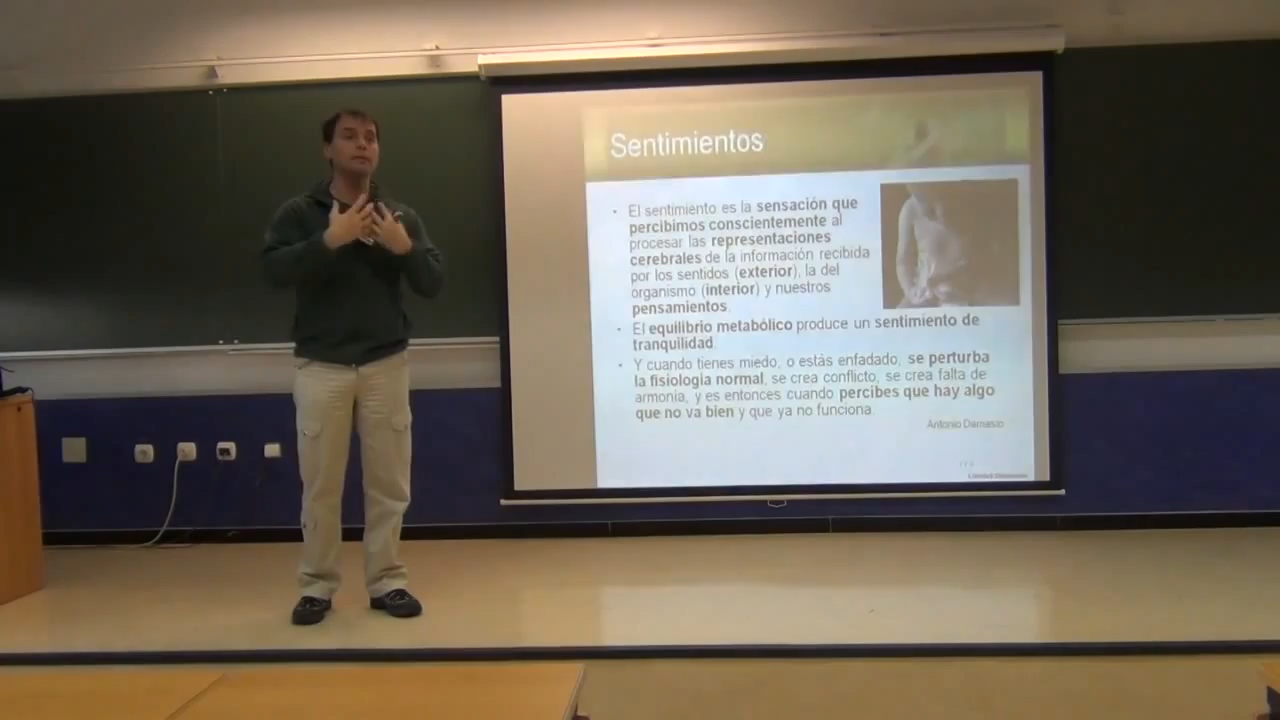 Sentimientos
• El sentimiento es la sensación que
percibimos conscientemente al
procesar las representaciones
cerebrales de la información recibida
por los sentidos (exterior), la del
organismo (interior) y nuestros
pensamientos.
• El equilibrio metabólico produce un sentimiento de
tranquilidad.
• Y cuando tienes miedo, o estás enfadado, se perturba
la fisiología normal, se crea conflicto, se crea falta de
armonía, y es entonces cuando percibes que hay algo
que no va bien y que ya no funciona.
Antonio Damasio